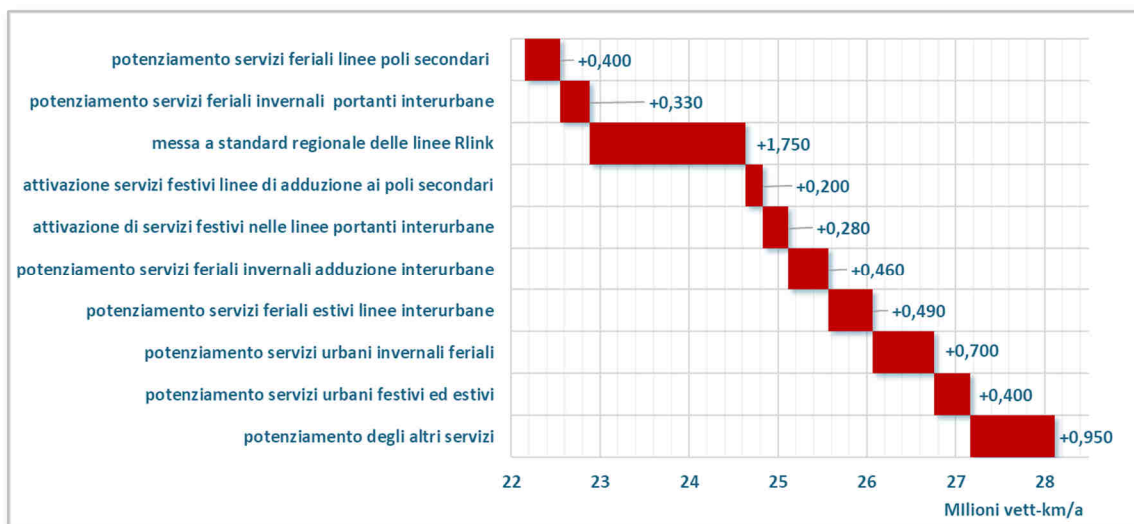 potenziamento servizi feriali linee poli secondari
+0,400
potenziamento servizi feriali invernali portanti interurbane
+0,330
messa a standard regionale delle linee Rlink
+1,750
attivazione servizi festivi linee di adduzione ai poli secondari
+0,200
attivazione di servizi festivi nelle linee portanti interurbane
+0,280
potenziamento servizi feriali invernali adduzione interurbane
+0,460
potenziamento servizi feriali estivi linee interurbane
+0,490
potenziamento servizi urbani invernali feriali
+0,700
potenziamento servizi urbani festivi ed estivi
+0,400
potenziamento degli altri servizi
+0,950
22 23 24 25 26 27 28
MIlioni vett-km/a